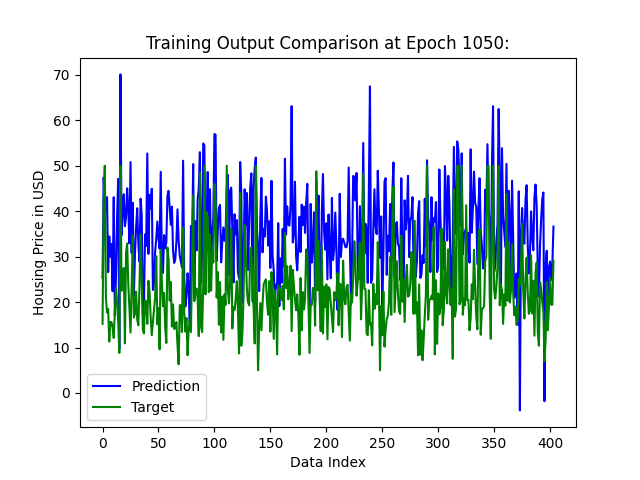 Training Output Comparison at Epoch 1050:
Housing Price in USD
70
60
50
40
30
20
10
0
Prediction
Target
0 50 100 150 200 250 300 350 400
Data Index